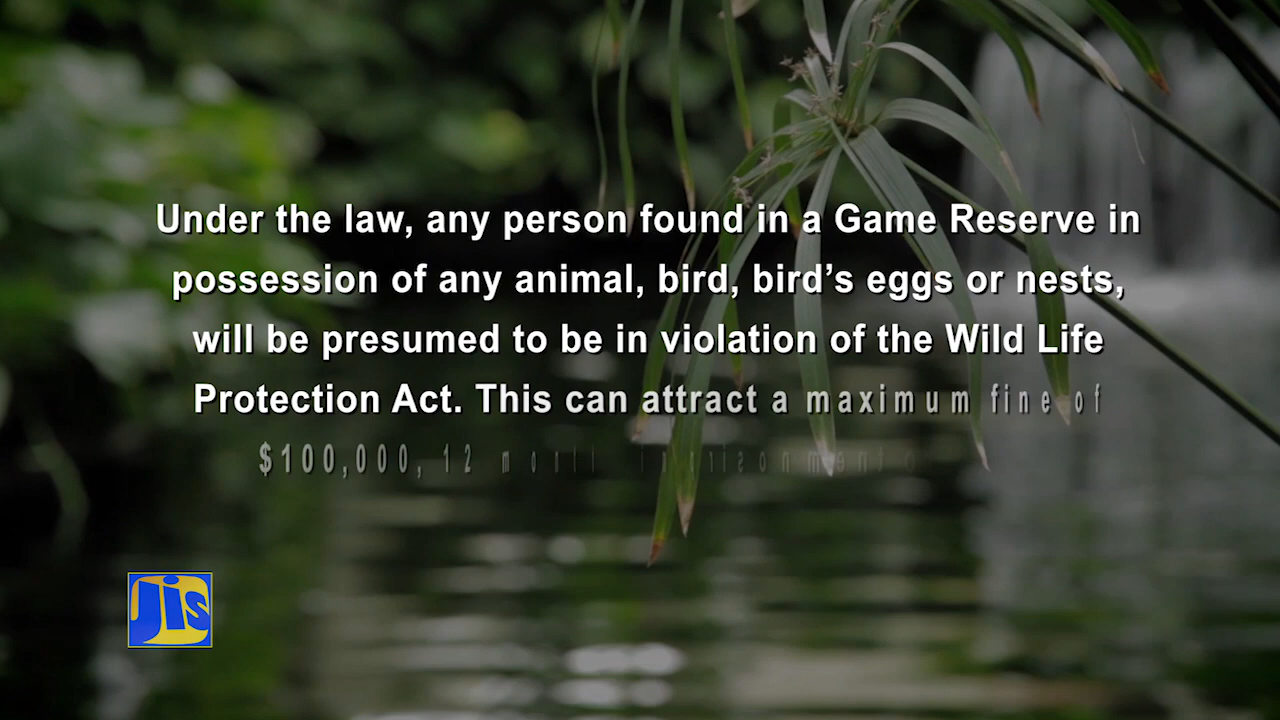 Under the law, any person found in a Game Reserve in
possession of any animal, bird, bird’s eggs or nests,
will be presumed to be in violation of the Wild Life
Protection Act. This can attract a maximum fine of
$100,000, 12 month imprisonment
Jis